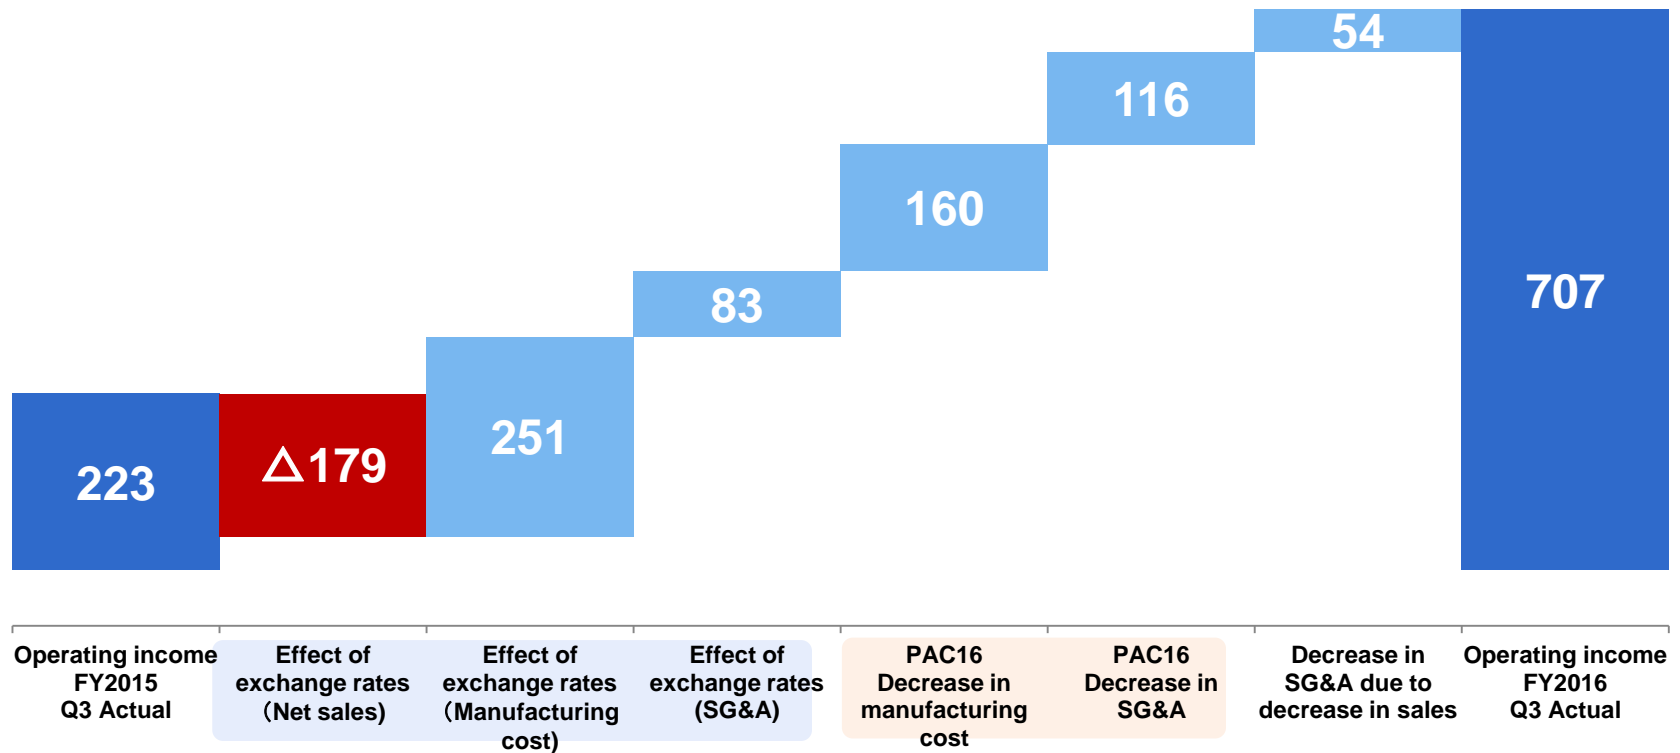 54
116
160
83
707
251
△179
223
Operating income
FY2015
Q3 Actual
Effect of
exchange rates
（Net sales)
Effect of
exchange rates
（Manufacturing
cost)
Effect of
exchange rates
(SG&A)
PAC16
Decrease in
manufacturing
cost
PAC16
Decrease in
SG&A
Decrease in
SG&A due to
decrease in sales
Operating income
FY2016
Q3 Actual